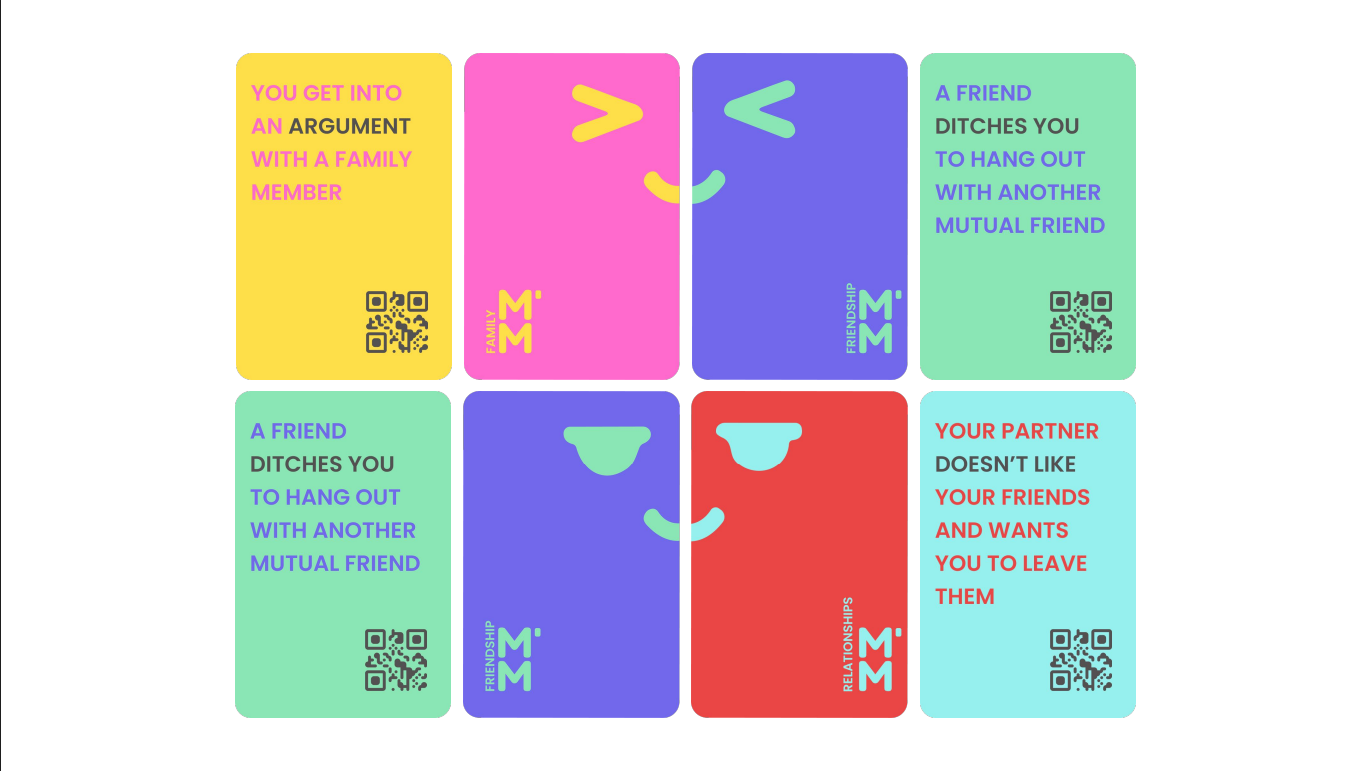 YOU GET INTO
AN ARGUMENT
WITH A FAMILY
MEMBER
FAMILY
M'
M
FRIENDSHIP
M'
M
A FRIEND
DITCHES YOU
TO HANG OUT
WITH ANOTHER
MUTUAL FRIEND
A FRIEND
DITCHES YOU
TO HANG OUT
WITH ANOTHER
MUTUAL FRIEND
FRIENDSHIP
M'
M
RELATIONSHIPS
M'
M
YOUR PARTNER
DOESN’T LIKE
YOUR FRIENDS
AND WANTS
YOU TO LEAVE
THEM